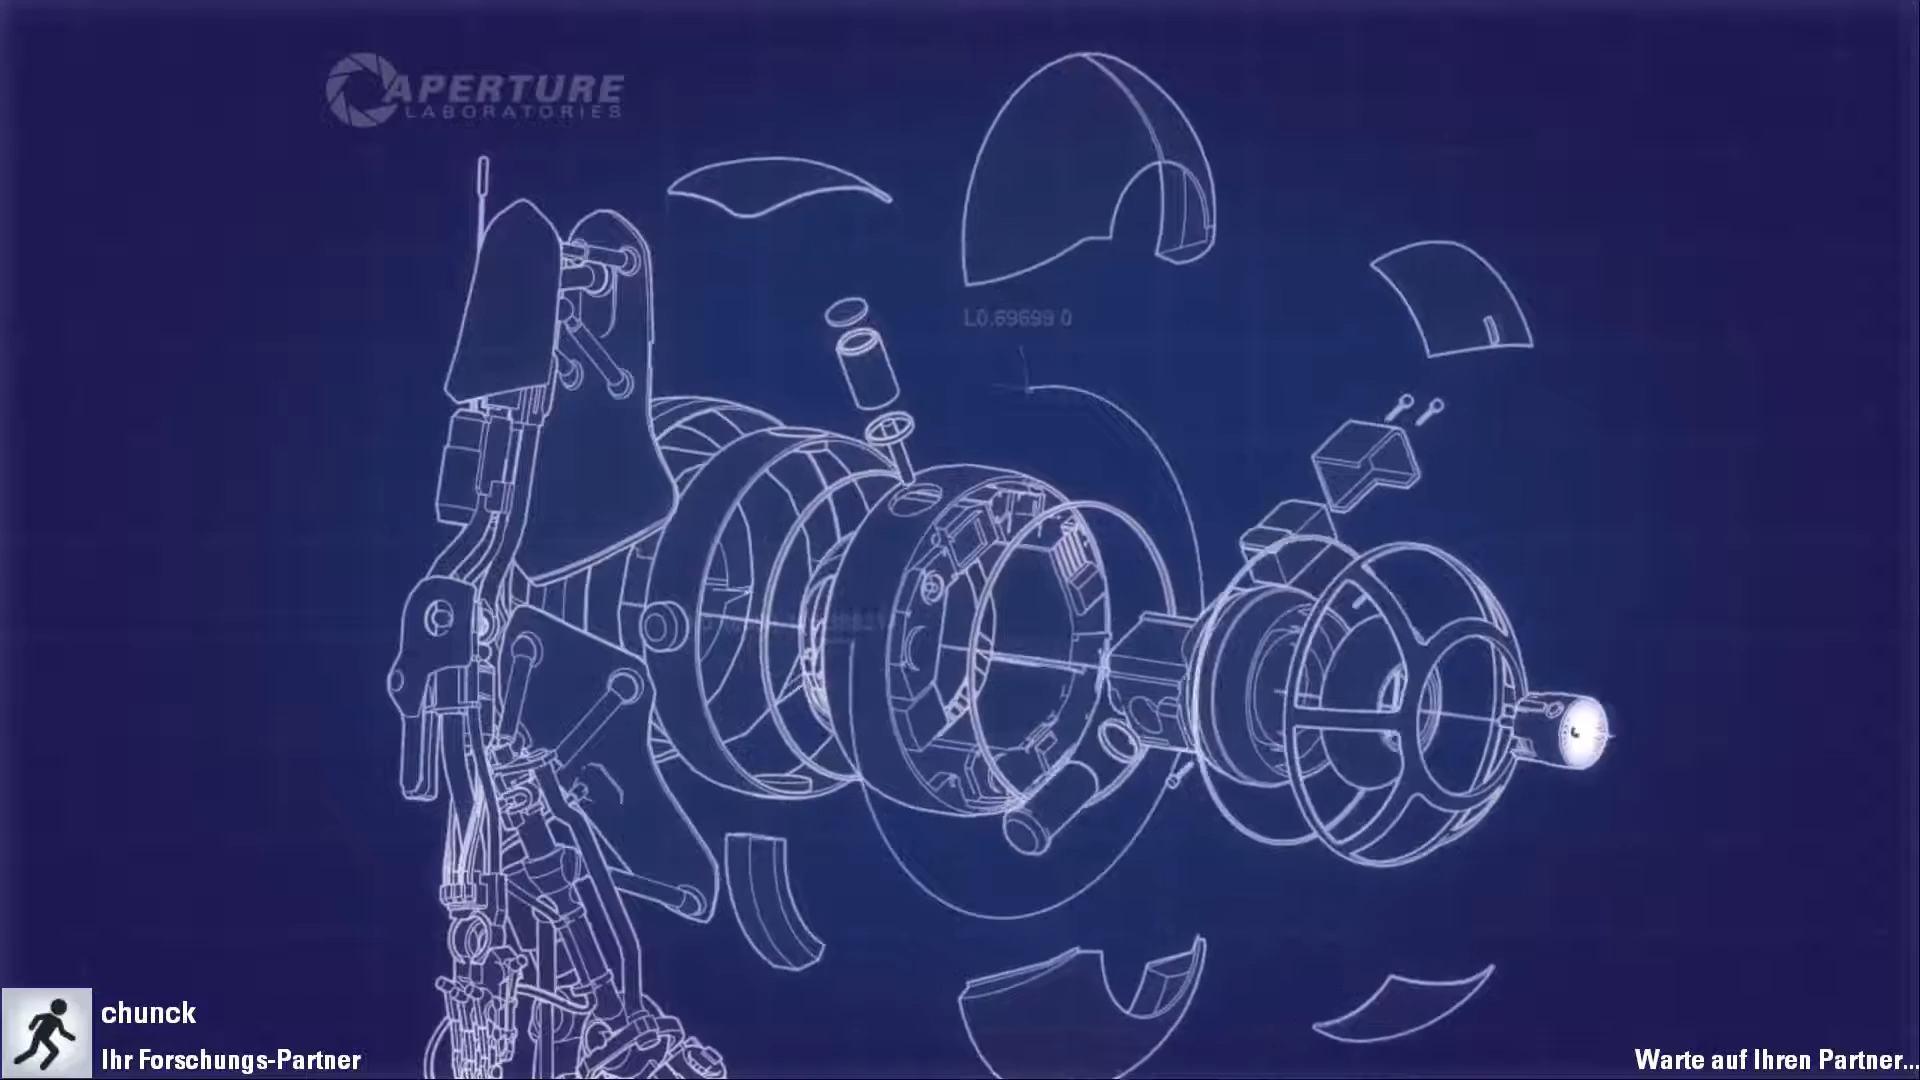 APERTURE
LABORATORIES
L0.69699 0
chunck
Ihr Forschungs-Partner
Warte auf Ihren Partner...